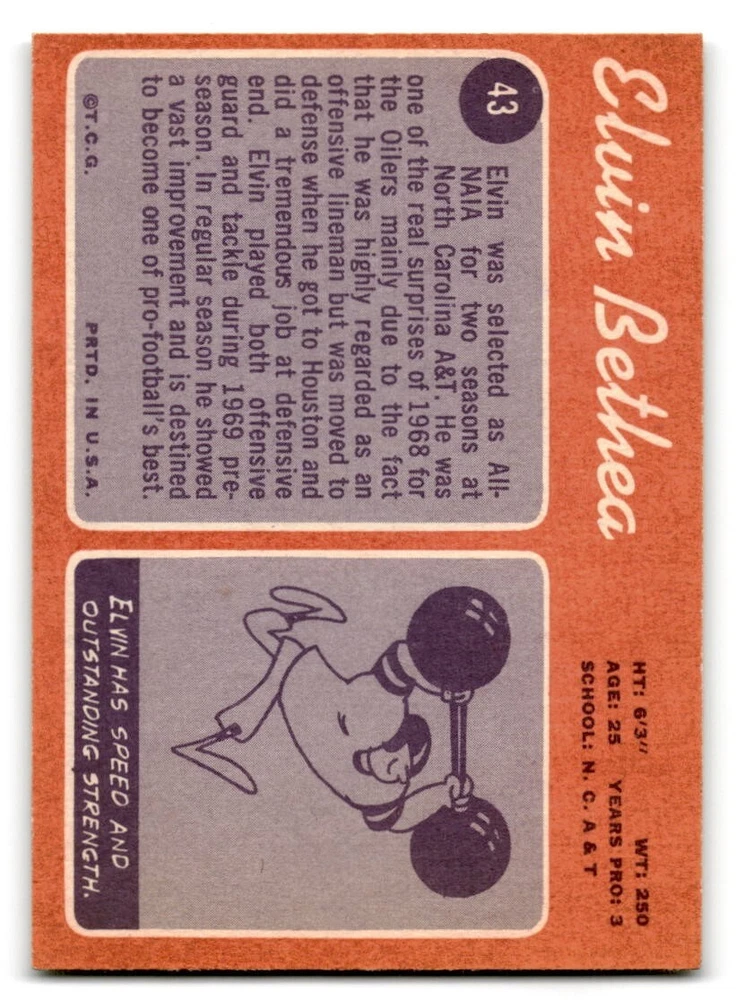 Elvin Bethea
HT: 6'3" WT: 250
AGE: 25 YEARS PRO: 3
SCHOOL: N. C. A & T
43
Elvin was selected as All-
NAIA for two seasons at
North Carolina A&T. He was
one of the real surprises of 1968 for
the Oilers mainly due to the fact
that he was highly regarded as an
offensive lineman but was moved to
defense when he got to Houston and
did a tremendous job at defensive
end. Elvin played both offensive
guard and tackle during 1969 pre-
season. In regular season he showed
a vast improvement and is destined
to become one of pro-football's best.
©T.C.G. PRTD. IN U.S.A.
ELVIN HAS SPEED AND
OUTSTANDING STRENGTH.